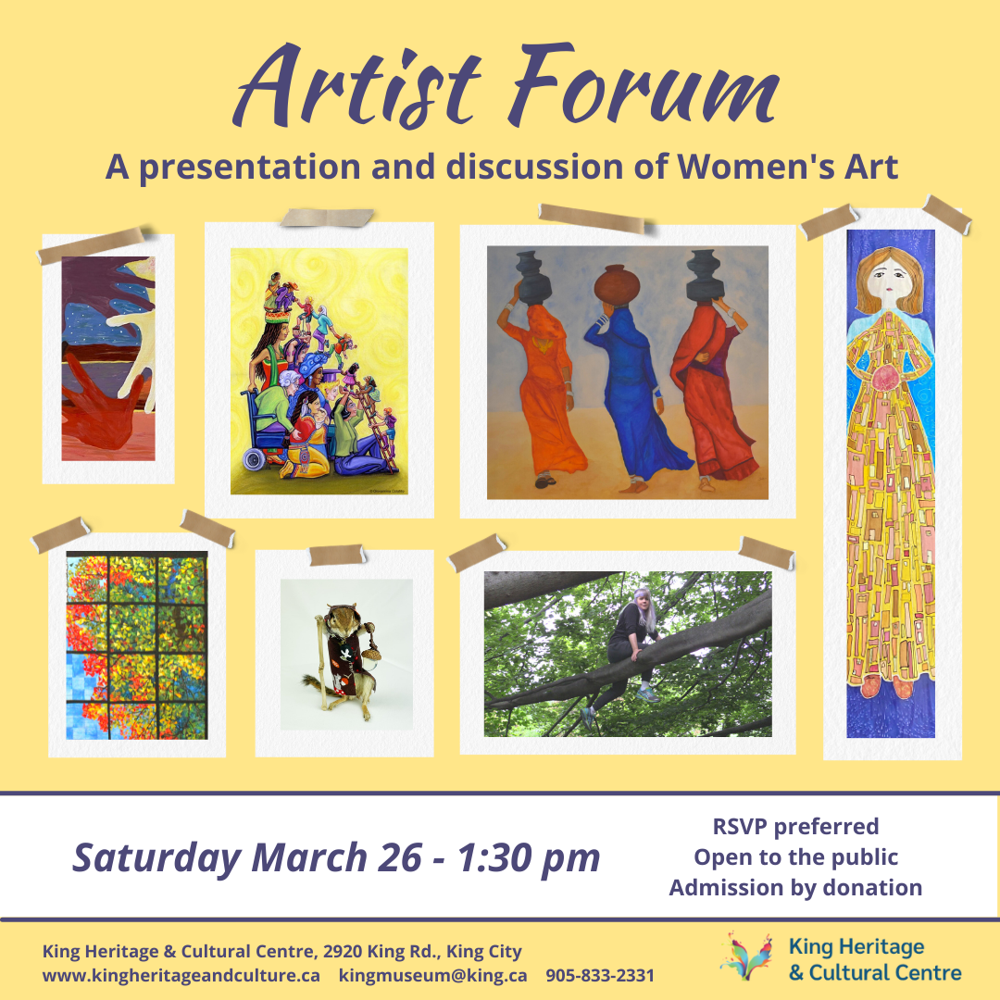 Artist Forum
A presentation and discussion of Women's Art
Saturday March 26 - 1:30 pm
RSVP preferred
Open to the public
Admission by donation
King Heritage & Cultural Centre, 2920 King Rd., King City
www.kingheritageandculture.ca kingmuseum@king.ca 905-833-2331
King Heritage
& Cultural Centre